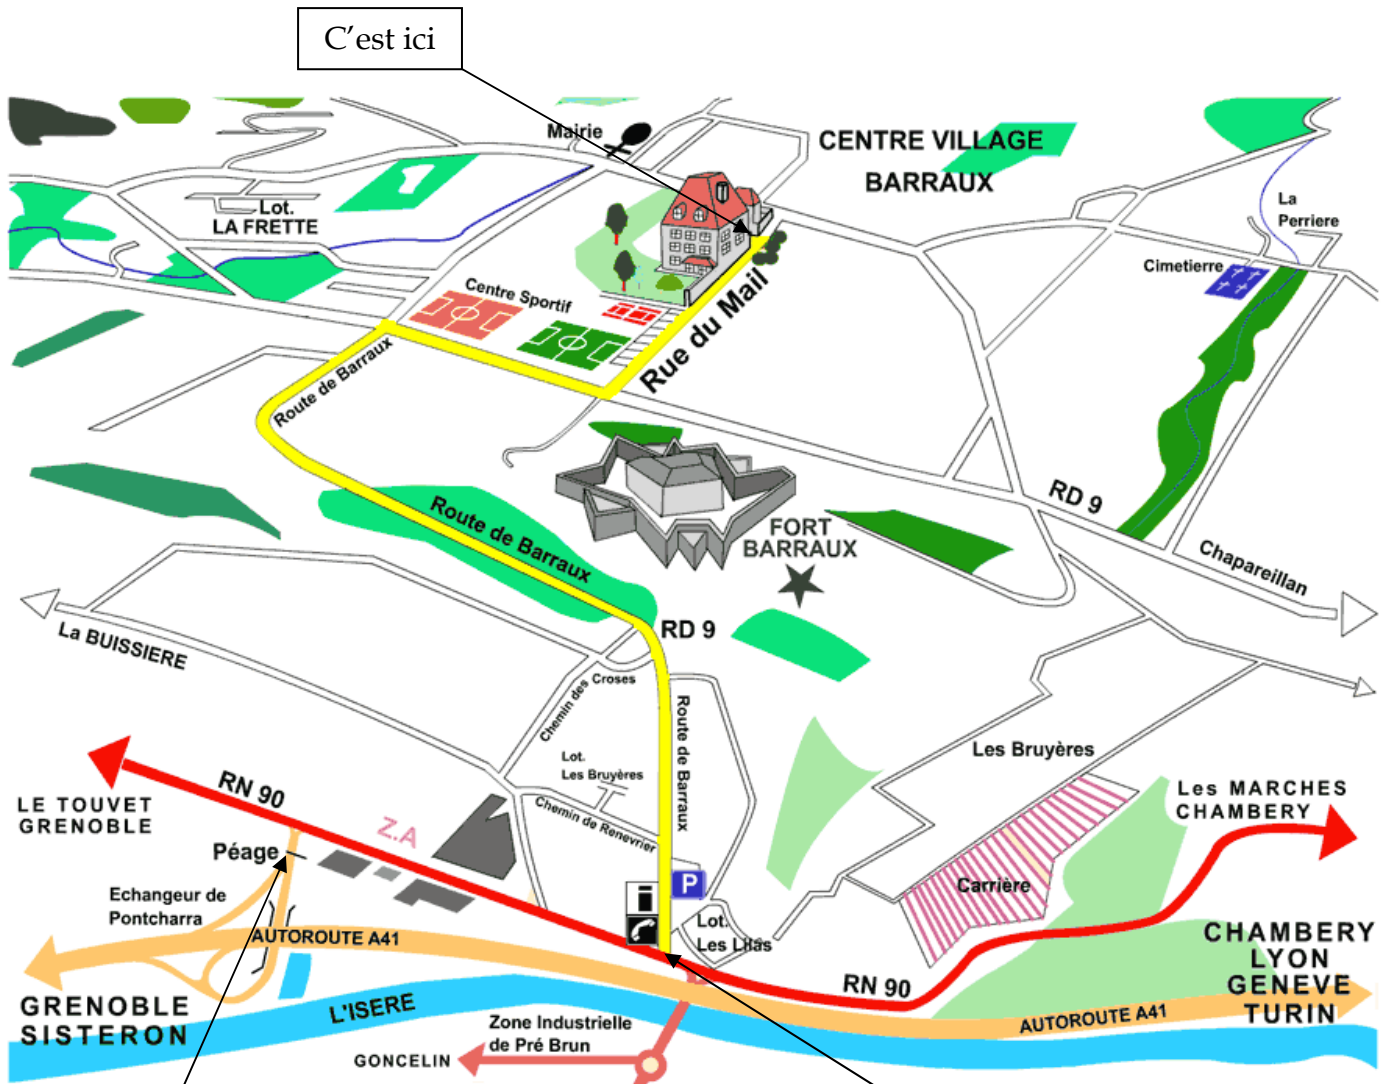 C'est ici
Mairie
CENTRE VILLAGE
BARRAUX
Lot.
LA FRETTE
La
Perriere
Cimetierre
Centre Sportif
Rue du Mail
Route de Barraux
Route de Barraux
RD 9
FORT
BARRAUX
Chapareillan
La BUISSIERE
RD 9
Chemin des Croses
Route de Barraux
Lot.
Les Bruyères
Chemin de Renevrier
Les Bruyères
Les MARCHES
CHAMBERY
RN 90
LE TOUVET
GRENOBLE
Z.A
Péage
P
i
Carrière
Echangeur de
Pontcharra
Lot.
Les Lilas
AUTOROUTE A41
CHAMBERY
LYON
GENEVE
TURIN
RN 90
GRENOBLE
SISTERON
L'ISERE
AUTOROUTE A41
Zone Industrielle
de Pré Brun
GONCELIN